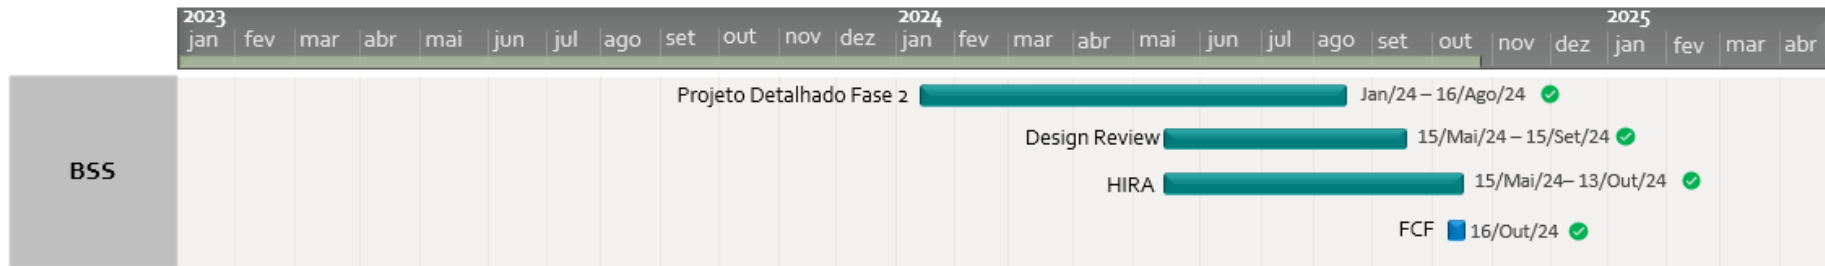 2023 2024 2025
jan fev mar abr mai jun jul ago set out nov dez jan fev mar abr mai jun jul ago set out nov dez jan fev mar abr
Projeto Detalhado Fase 2 Jan/24 – 16/Ago/24
Design Review 15/Mai/24 – 15/Set/24
BSS
HIRA 15/Mai/24– 13/Out/24
FCF 16/Out/24